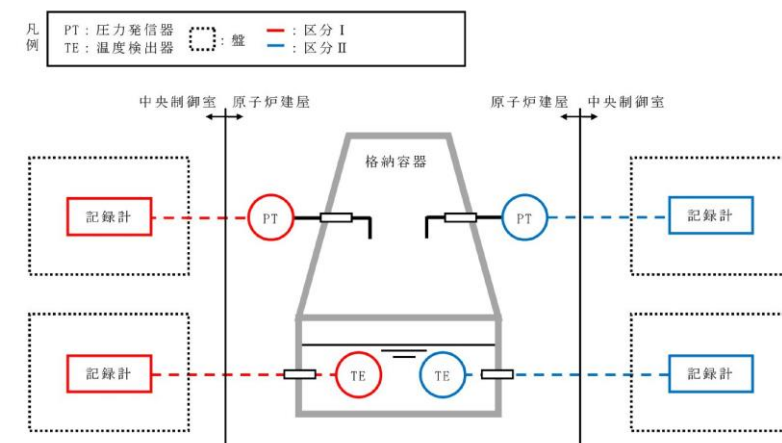 凡例
PT：圧力発信器
TE：温度検出器
：盤
：区分Ⅰ
：区分Ⅱ
中央制御室
原子炉建屋
原子炉建屋
中央制御室
格納容器
記録計
PT
PT
記録計
記録計
TE
TE
記録計